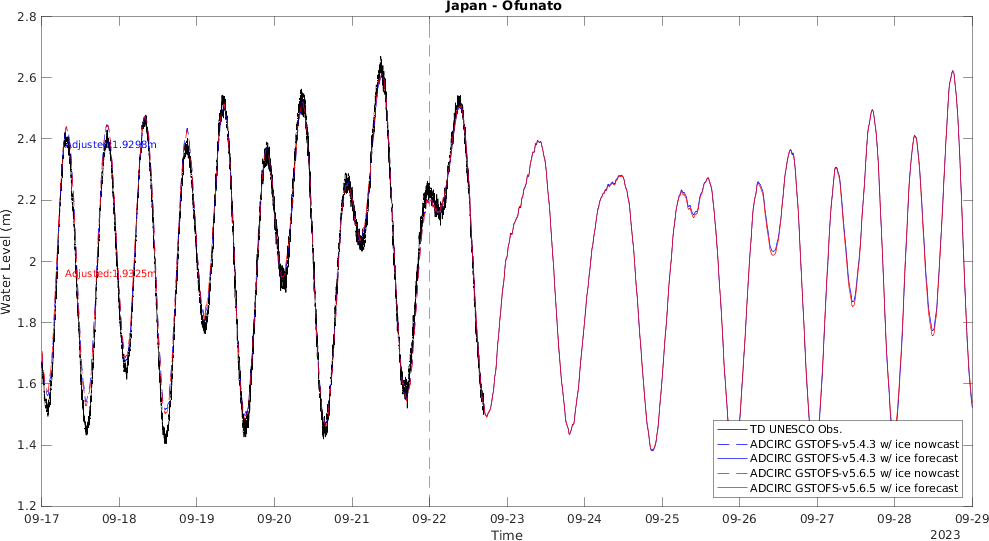 Japan - Ofunato
2.8
2.6
2.4
2.2
2
1.8
1.6
1.4
1.2
Water Level (m)
Adjusted:1.9298m
Adjusted:1.9325m
TD UNESCO Obs.
ADCIRC GSTOFS-v5.4.3 w/ ice nowcast
ADCIRC GSTOFS-v5.4.3 w/ ice forecast
ADCIRC GSTOFS-v5.6.5 w/ ice nowcast
ADCIRC GSTOFS-v5.6.5 w/ ice forecast
09-17 09-18 09-19 09-20 09-21 09-22 09-23 09-24 09-25 09-26 09-27 09-28 09-29
Time
2023